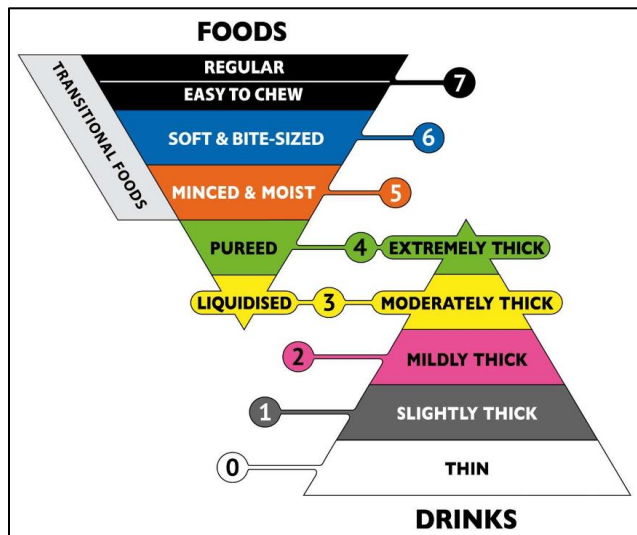 FOODS
REGULAR
EASY TO CHEW
7
TRANSITIONAL FOODS
SOFT & BITE-SIZED
6
MINCED & MOIST
5
PUREED
4
EXTREMELY THICK
LIQUIDISED
3
MODERATELY THICK
2
MILDLY THICK
1
SLIGHTLY THICK
0
THIN
DRINKS